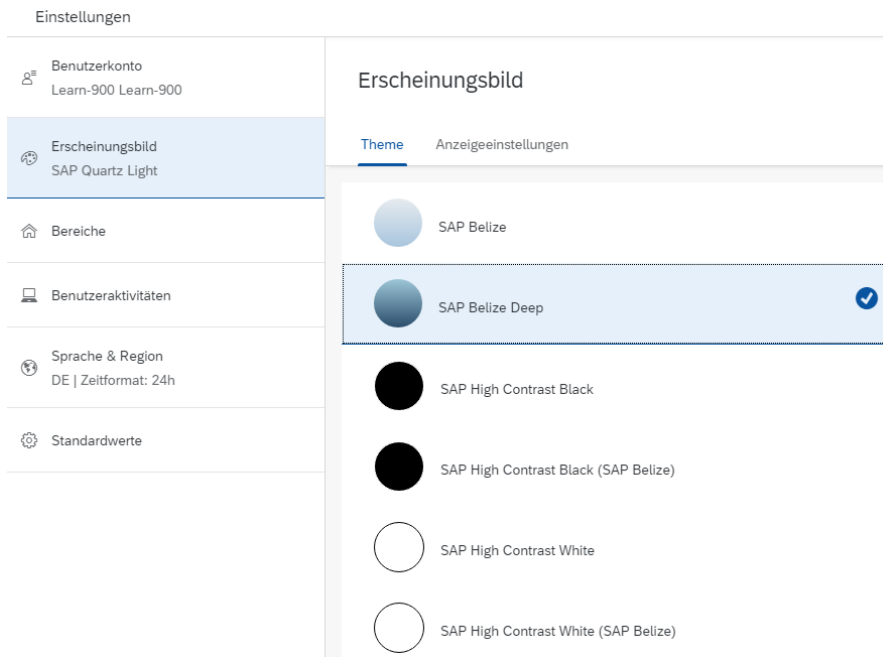 Einstellungen
Benutzerkonto
Learn-900 Learn-900
Erscheinungsbild
SAP Quartz Light
Bereiche
Benutzeraktivitäten
Sprache & Region
DE | Zeitformat: 24h
Standardwerte
Erscheinungsbild
Theme Anzeigeeinstellungen
SAP Belize
SAP Belize Deep
SAP High Contrast Black
SAP High Contrast Black (SAP Belize)
SAP High Contrast White
SAP High Contrast White (SAP Belize)